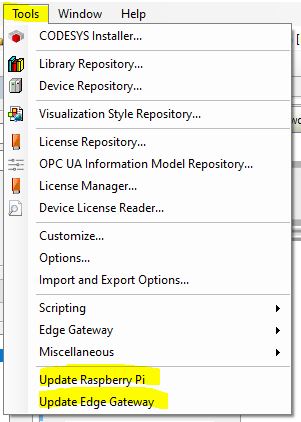 Tools Window Help
CODESYS Installer...
Library Repository...
Device Repository...
Visualization Style Repository...
License Repository...
OPC UA Information Model Repository...
License Manager...
Device License Reader...
Customize...
Options...
Import and Export Options...
Scripting
Edge Gateway
Miscellaneous
Update Raspberry Pi
Update Edge Gateway